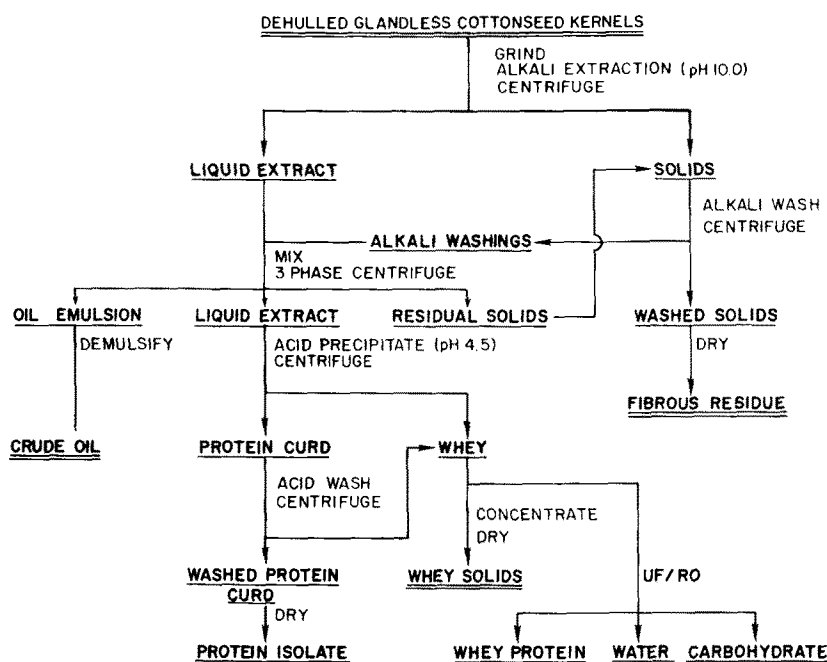 DEHULLED GLANDLESS COTTONSEED KERNELS
GRIND
ALKALI EXTRACTION (pH 10.0)
CENTRIFUGE
LIQUID EXTRACT
SOLIDS
ALKALI WASH
CENTRIFUGE
ALKALI WASHINGS
MIX
3 PHASE CENTRIFUGE
OIL EMULSION
LIQUID EXTRACT
RESIDUAL SOLIDS
WASHED SOLIDS
DEMULSIFY
ACID PRECIPITATE (pH 4.5)
CENTRIFUGE
DRY
FIBROUS RESIDUE
CRUDE OIL
PROTEIN CURD
WHEY
ACID WASH
CENTRIFUGE
CONCENTRATE
DRY
WASHED PROTEIN
CURD
WHEY SOLIDS
UF/RO
DRY
PROTEIN ISOLATE
WHEY PROTEIN
WATER
CARBOHYDRATE